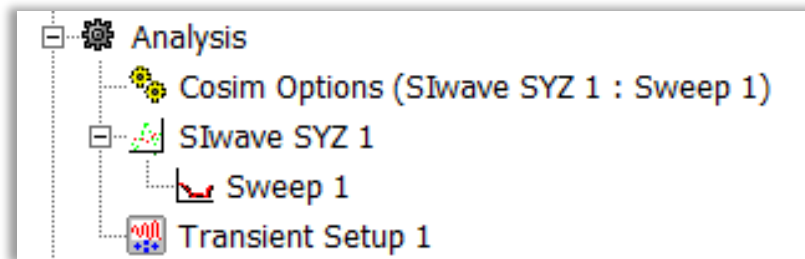 Analysis
Cosim Options (SIwave SYZ 1 : Sweep 1)
SIwave SYZ 1
Sweep 1
Transient Setup 1